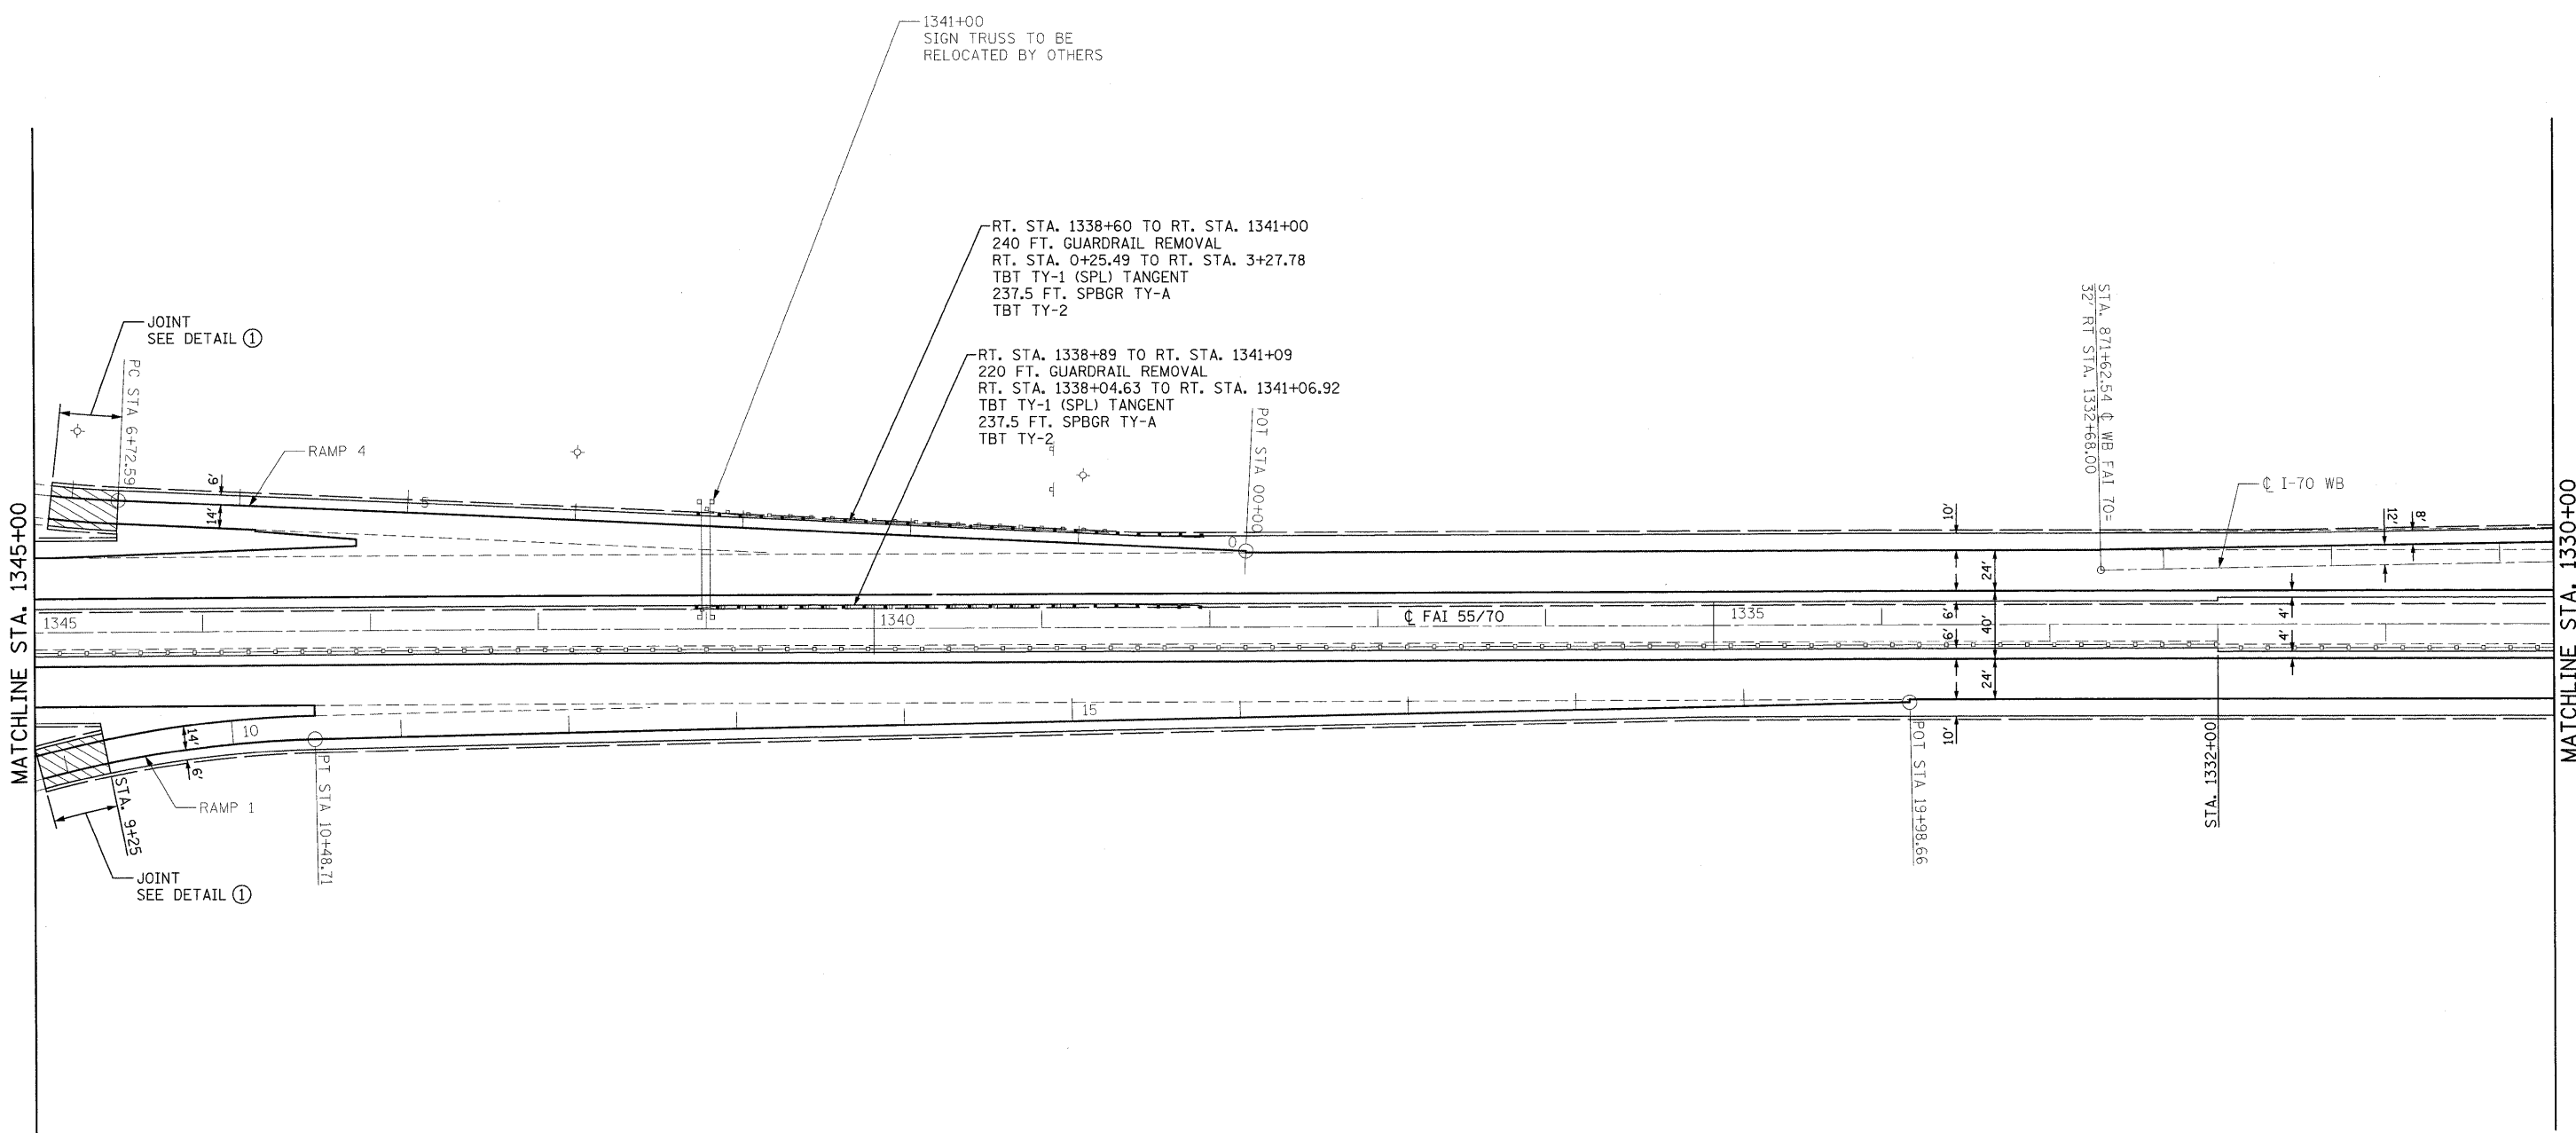 1341+00
SIGN TRUSS TO BE
RELOCATED BY OTHERS
RT. STA. 1338+60 TO RT. STA. 1341+00
240 FT. GUARDRAIL REMOVAL
RT. STA. 0+25.49 TO RT. STA. 3+27.78
TBT TY-1 (SPL) TANGENT
237.5 FT. SPBGR TY-A
TBT TY-2
RT. STA. 1338+89 TO RT. STA. 1341+09
220 FT. GUARDRAIL REMOVAL
RT. STA. 1338+04.63 TO RT. STA. 1341+06.92
TBT TY-1 (SPL) TANGENT
237.5 FT. SPBGR TY-A
TBT TY-2
JOINT
SEE DETAIL 1
PC STA 6+72.59
RAMP 4
6'
14'
5
0
POT STA 00+00
STA. 871+62.54 ℄ WB FAI 70=
32' RT STA. 1332+68.00
℄ I-70 WB
10'
12'
8'
24'
6'
40'
6'
4'
4'
24'
10'
1345
1340
℄ FAI 55/70
1335
MATCHLINE STA. 1345+00
MATCHLINE STA. 1330+00
10
15
14'
6'
RAMP 1
STA. 9+25
PT STA 10+48.71
POT STA 19+98.66
STA. 1332+00
JOINT
SEE DETAIL 1